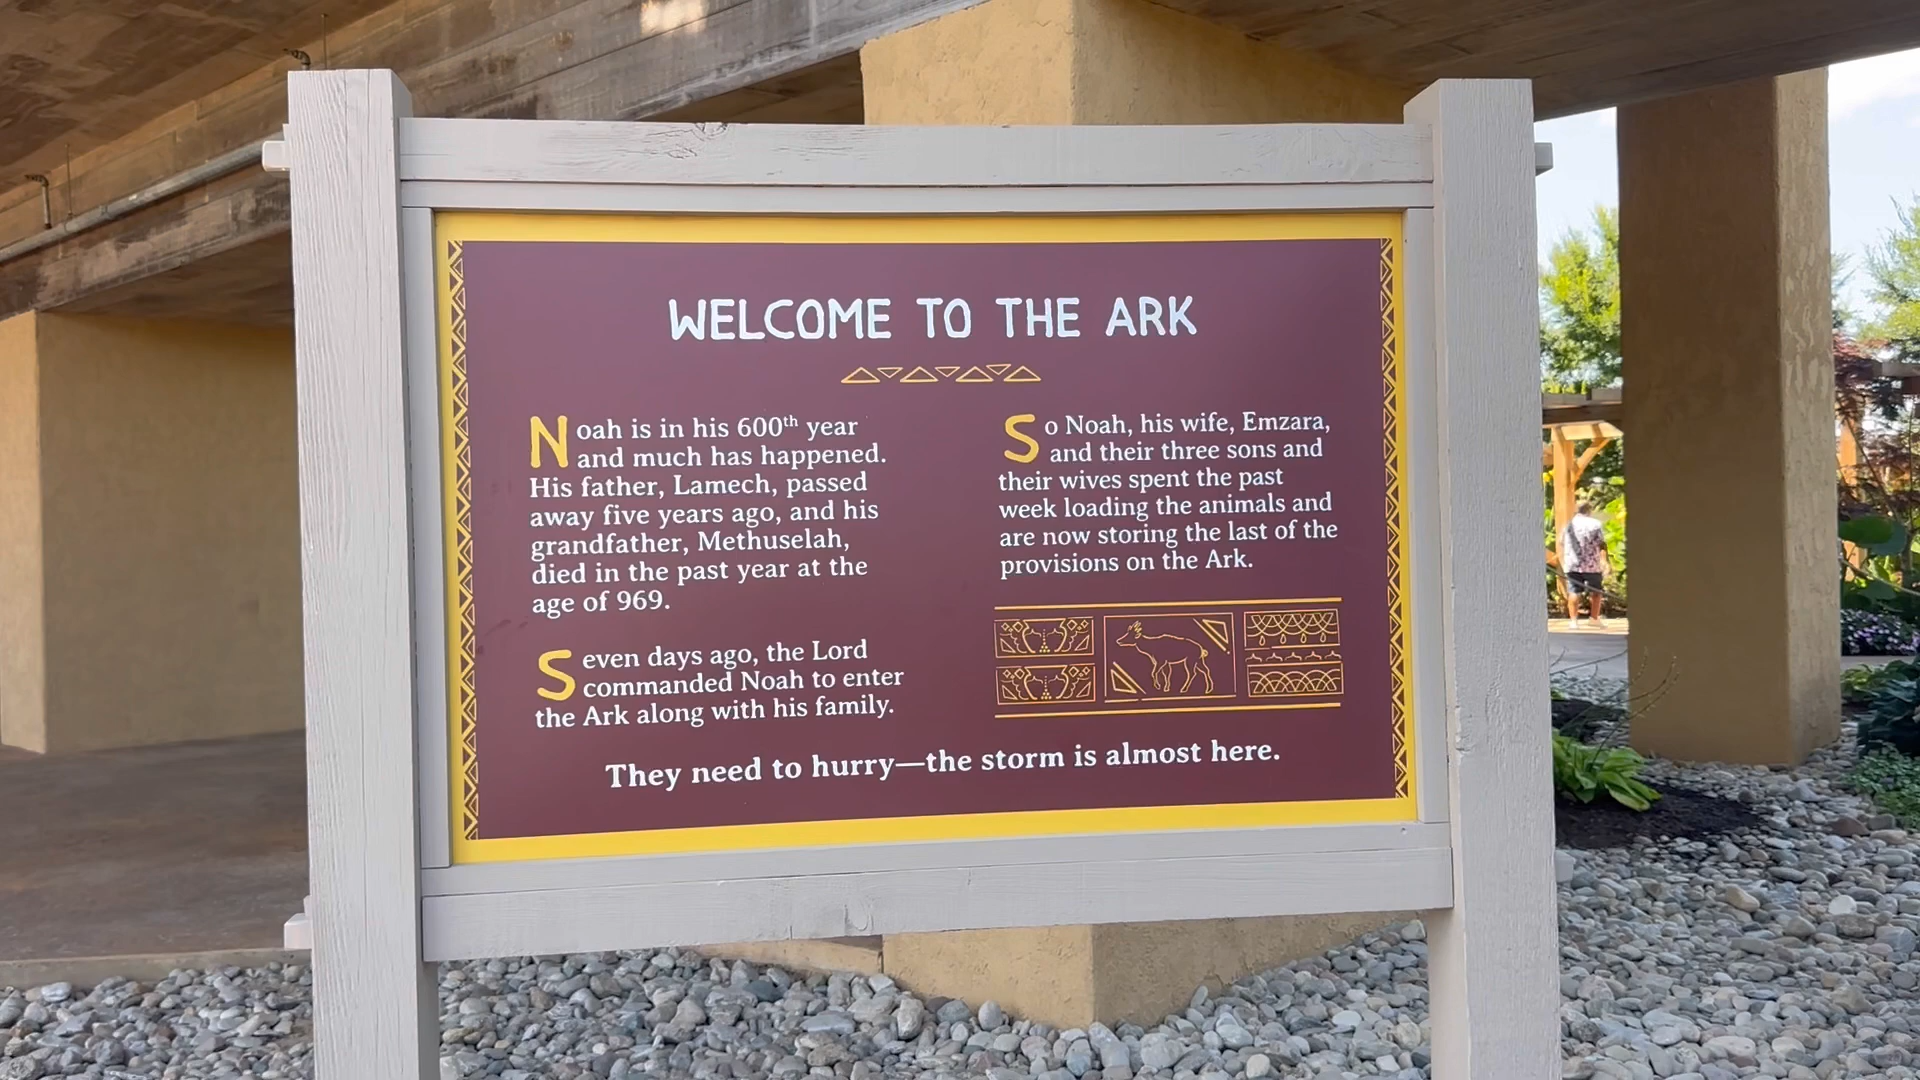 WELCOME TO THE ARK
Noah is in his 600th year
and much has happened.
His father, Lamech, passed
away five years ago, and his
grandfather, Methuselah,
died in the past year at the
age of 969.
Seven days ago, the Lord
commanded Noah to enter
the Ark along with his family.
So Noah, his wife, Emzara,
and their three sons and
their wives spent the past
week loading the animals and
are now storing the last of the
provisions on the Ark.
They need to hurry—the storm is almost here.